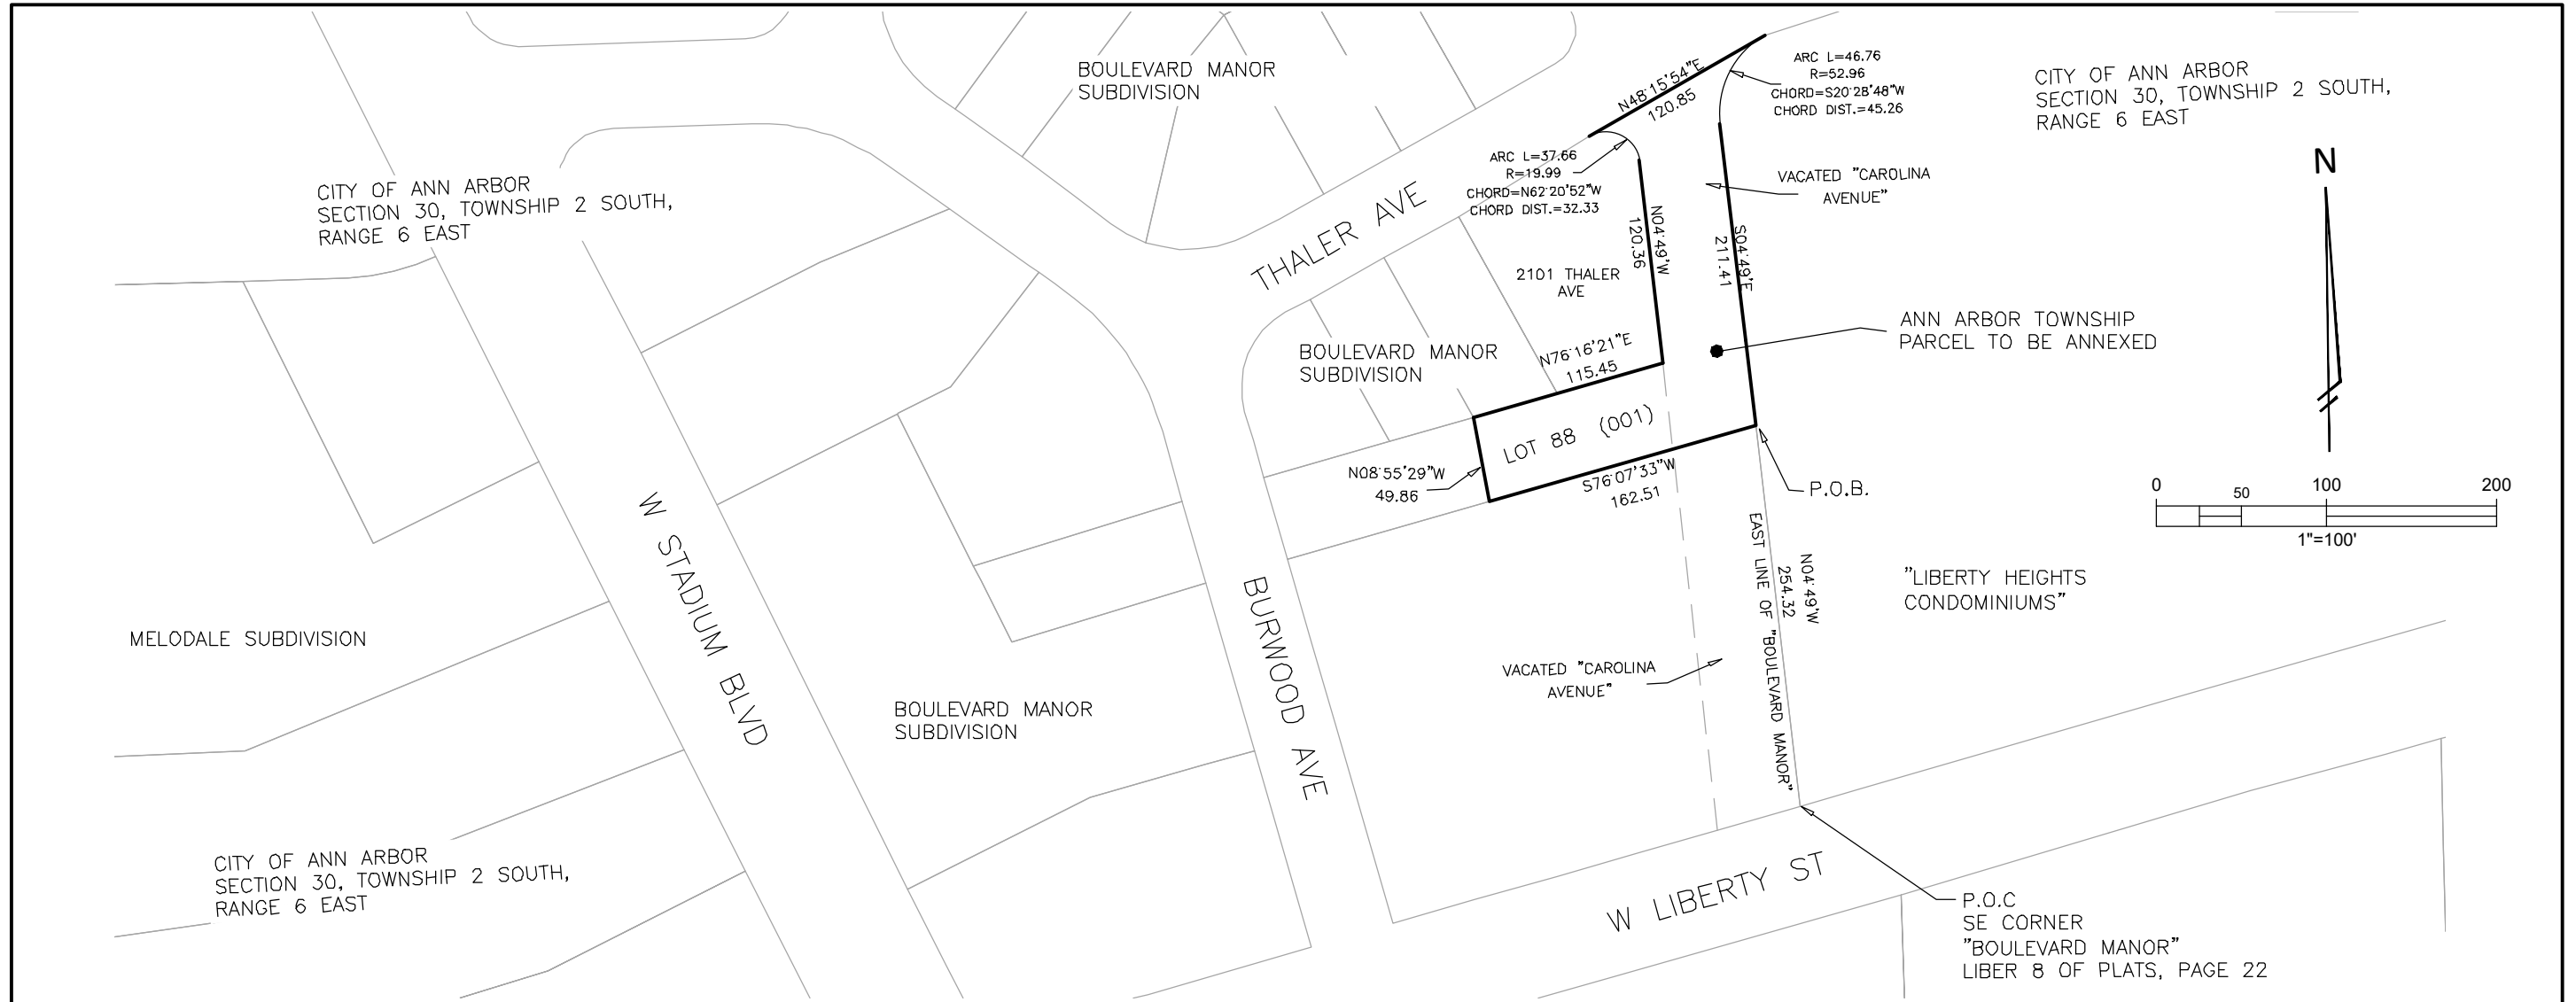 BOULEVARD MANOR
SUBDIVISION
N48°15'54"E
120.85
ARC L=46.76
R=52.96
CHORD=S20°28'48"W
CHORD DIST.=45.26
CITY OF ANN ARBOR
SECTION 30, TOWNSHIP 2 SOUTH,
RANGE 6 EAST
N
CITY OF ANN ARBOR
SECTION 30, TOWNSHIP 2 SOUTH,
RANGE 6 EAST
THALER AVE
ARC L=37.66
R=19.99
CHORD=N62°20'52"W
CHORD DIST.=32.33
VACATED "CAROLINA
AVENUE"
N04°49'W
120.36
S04°49'E
211.41
2101 THALER
AVE
ANN ARBOR TOWNSHIP
PARCEL TO BE ANNEXED
BOULEVARD MANOR
SUBDIVISION
N76°16'21"E
115.45
LOT 88 (001)
N08°55'29"W
49.86
S76°07'33"W
162.51
P.O.B.
0 50 100 200
1"=100'
W STADIUM BLVD
BURWOOD AVE
EAST LINE OF "BOULEVARD MANOR"
N04°49'W
254.32
"LIBERTY HEIGHTS
CONDOMINIUMS"
MELODALE SUBDIVISION
VACATED "CAROLINA
AVENUE"
BOULEVARD MANOR
SUBDIVISION
CITY OF ANN ARBOR
SECTION 30, TOWNSHIP 2 SOUTH,
RANGE 6 EAST
W LIBERTY ST
P.O.C
SE CORNER
"BOULEVARD MANOR"
LIBER 8 OF PLATS, PAGE 22